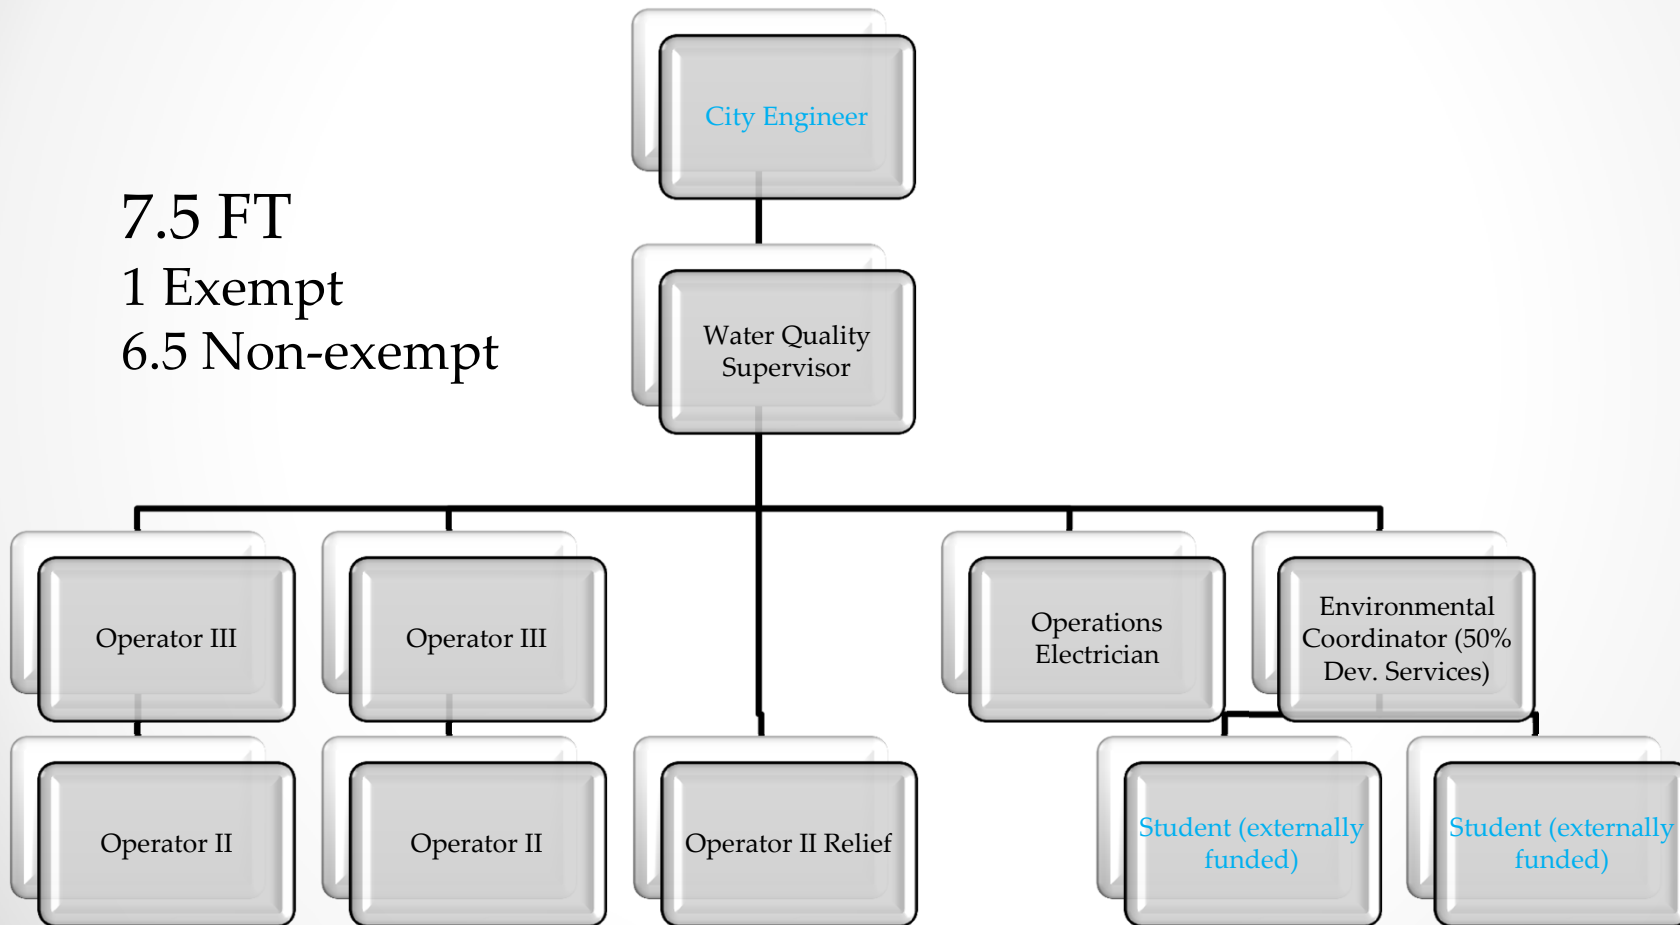 City Engineer
7.5 FT
1 Exempt
6.5 Non-exempt
Water Quality
Supervisor
Operator III
Operator III
Operations
Electrician
Environmental
Coordinator (50%
Dev. Services)
Operator II
Operator II
Operator II Relief
Student (externally
funded)
Student (externally
funded)